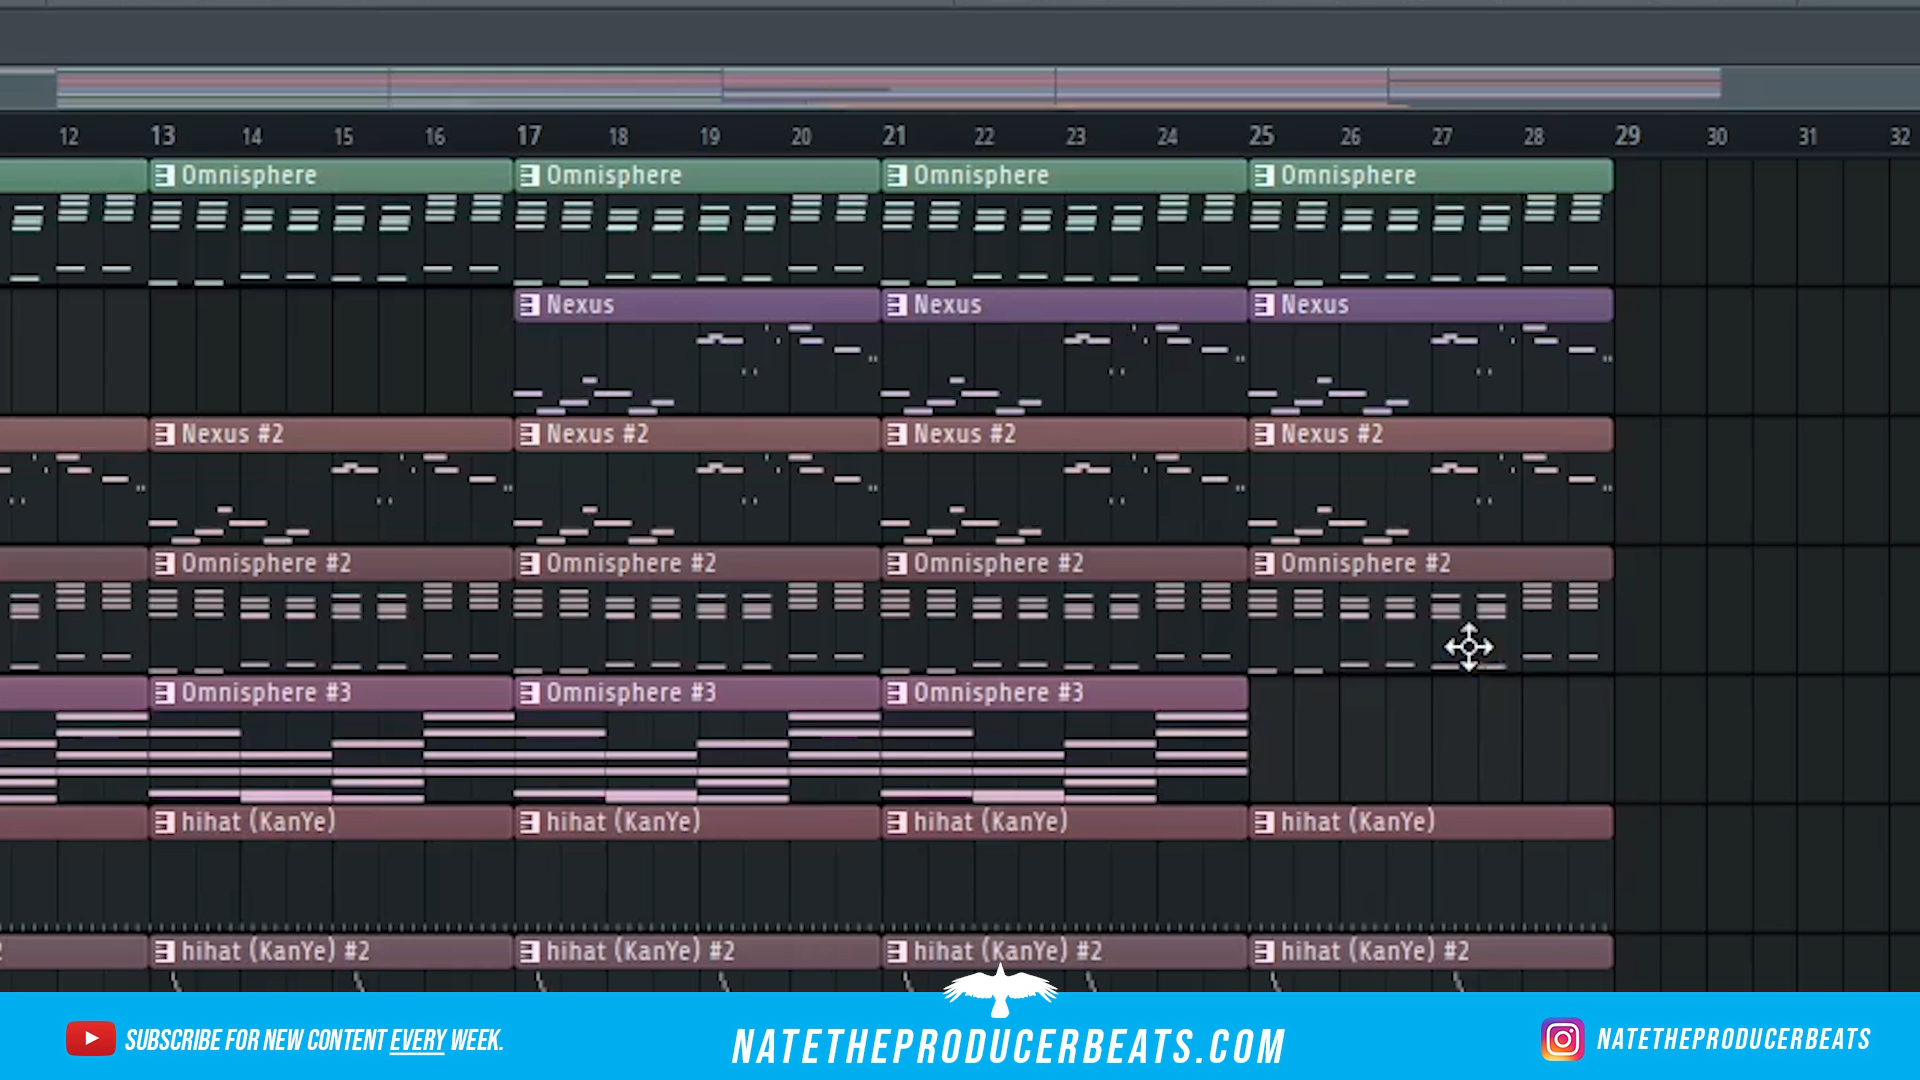 12 13 14 15 16 17 18 19 20 21 22 23 24 25 26 27 28 29 30 31 32
Omnisphere Omnisphere Omnisphere Omnisphere
Nexus Nexus Nexus
Nexus #2 Nexus #2 Nexus #2 Nexus #2
Omnisphere #2 Omnisphere #2 Omnisphere #2 Omnisphere #2
Omnisphere #3 Omnisphere #3 Omnisphere #3
hihat (KanYe) hihat (KanYe) hihat (KanYe) hihat (KanYe)
2 hihat (KanYe) #2 hihat (KanYe) #2 hihat (KanYe) #2 hihat (KanYe) #2
SUBSCRIBE FOR NEW CONTENT EVERY WEEK.
NATETHEPRODUCERBEATS.COM
NATETHEPRODUCERBEATS